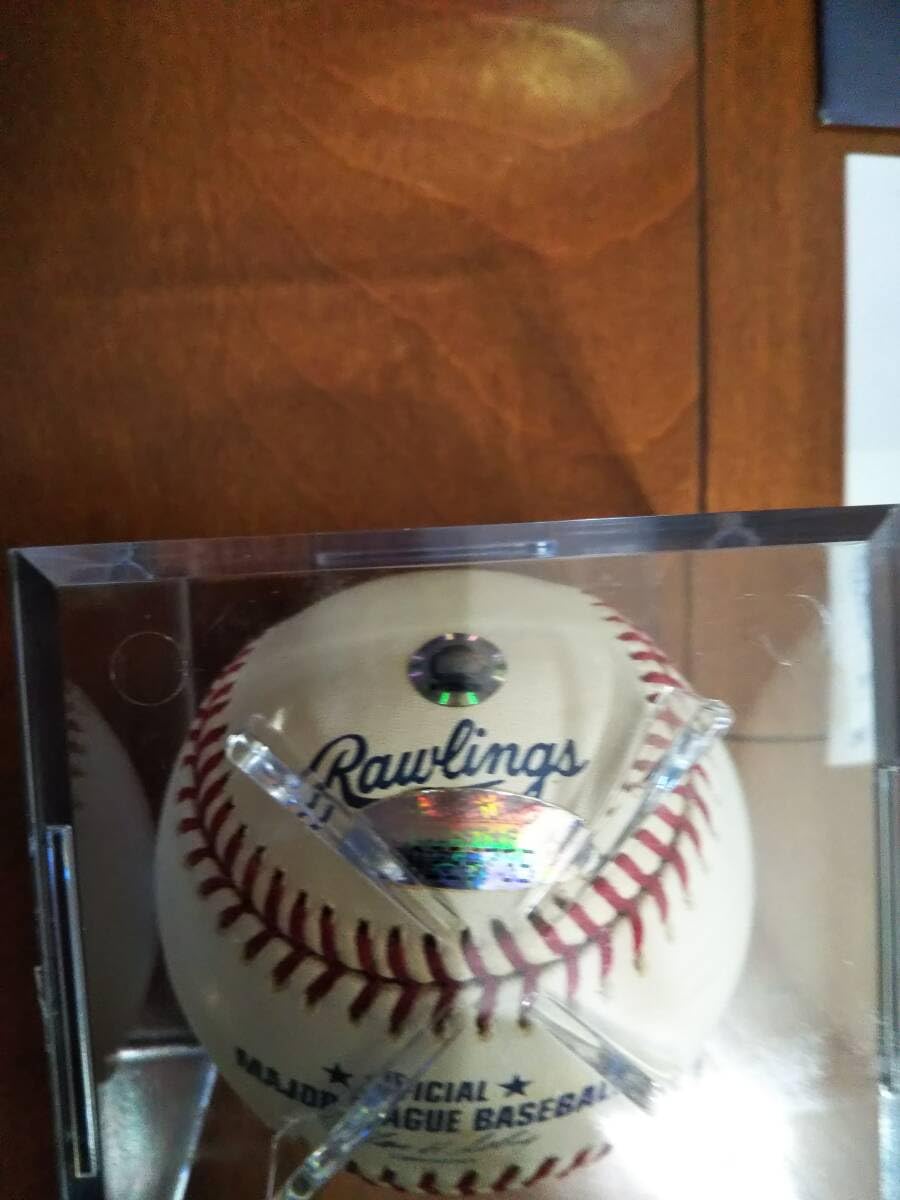 Rawlings
★ OFFICIAL ★
MAJOR LEAGUE BASEBALL